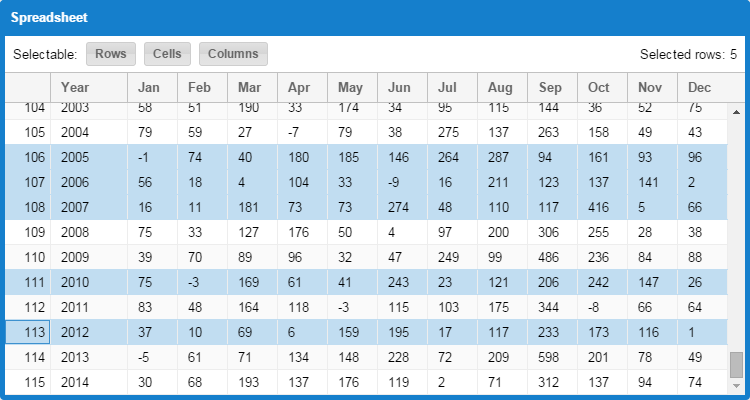 Spreadsheet
Selectable: Rows Cells Columns Selected rows: 5
Year Jan Feb Mar Apr May Jun Jul Aug Sep Oct Nov Dec
104 2003 58 51 190 33 174 34 95 115 144 36 52 75
105 2004 79 59 27 -7 79 38 275 137 263 158 49 43
106 2005 -1 74 40 180 185 146 264 287 94 161 93 96
107 2006 56 18 4 104 33 -9 16 211 123 137 141 2
108 2007 16 11 181 73 73 274 48 110 117 416 5 66
109 2008 75 33 127 176 50 4 97 200 306 255 28 38
110 2009 39 70 89 96 32 47 249 99 486 236 84 88
111 2010 75 -3 169 61 41 243 23 121 206 242 147 26
112 2011 83 48 164 118 -3 115 103 175 344 -8 66 64
113 2012 37 10 69 6 159 195 17 117 233 173 116 1
114 2013 -5 61 71 134 148 228 72 209 598 201 78 49
115 2014 30 68 193 137 176 119 2 71 312 137 94 74